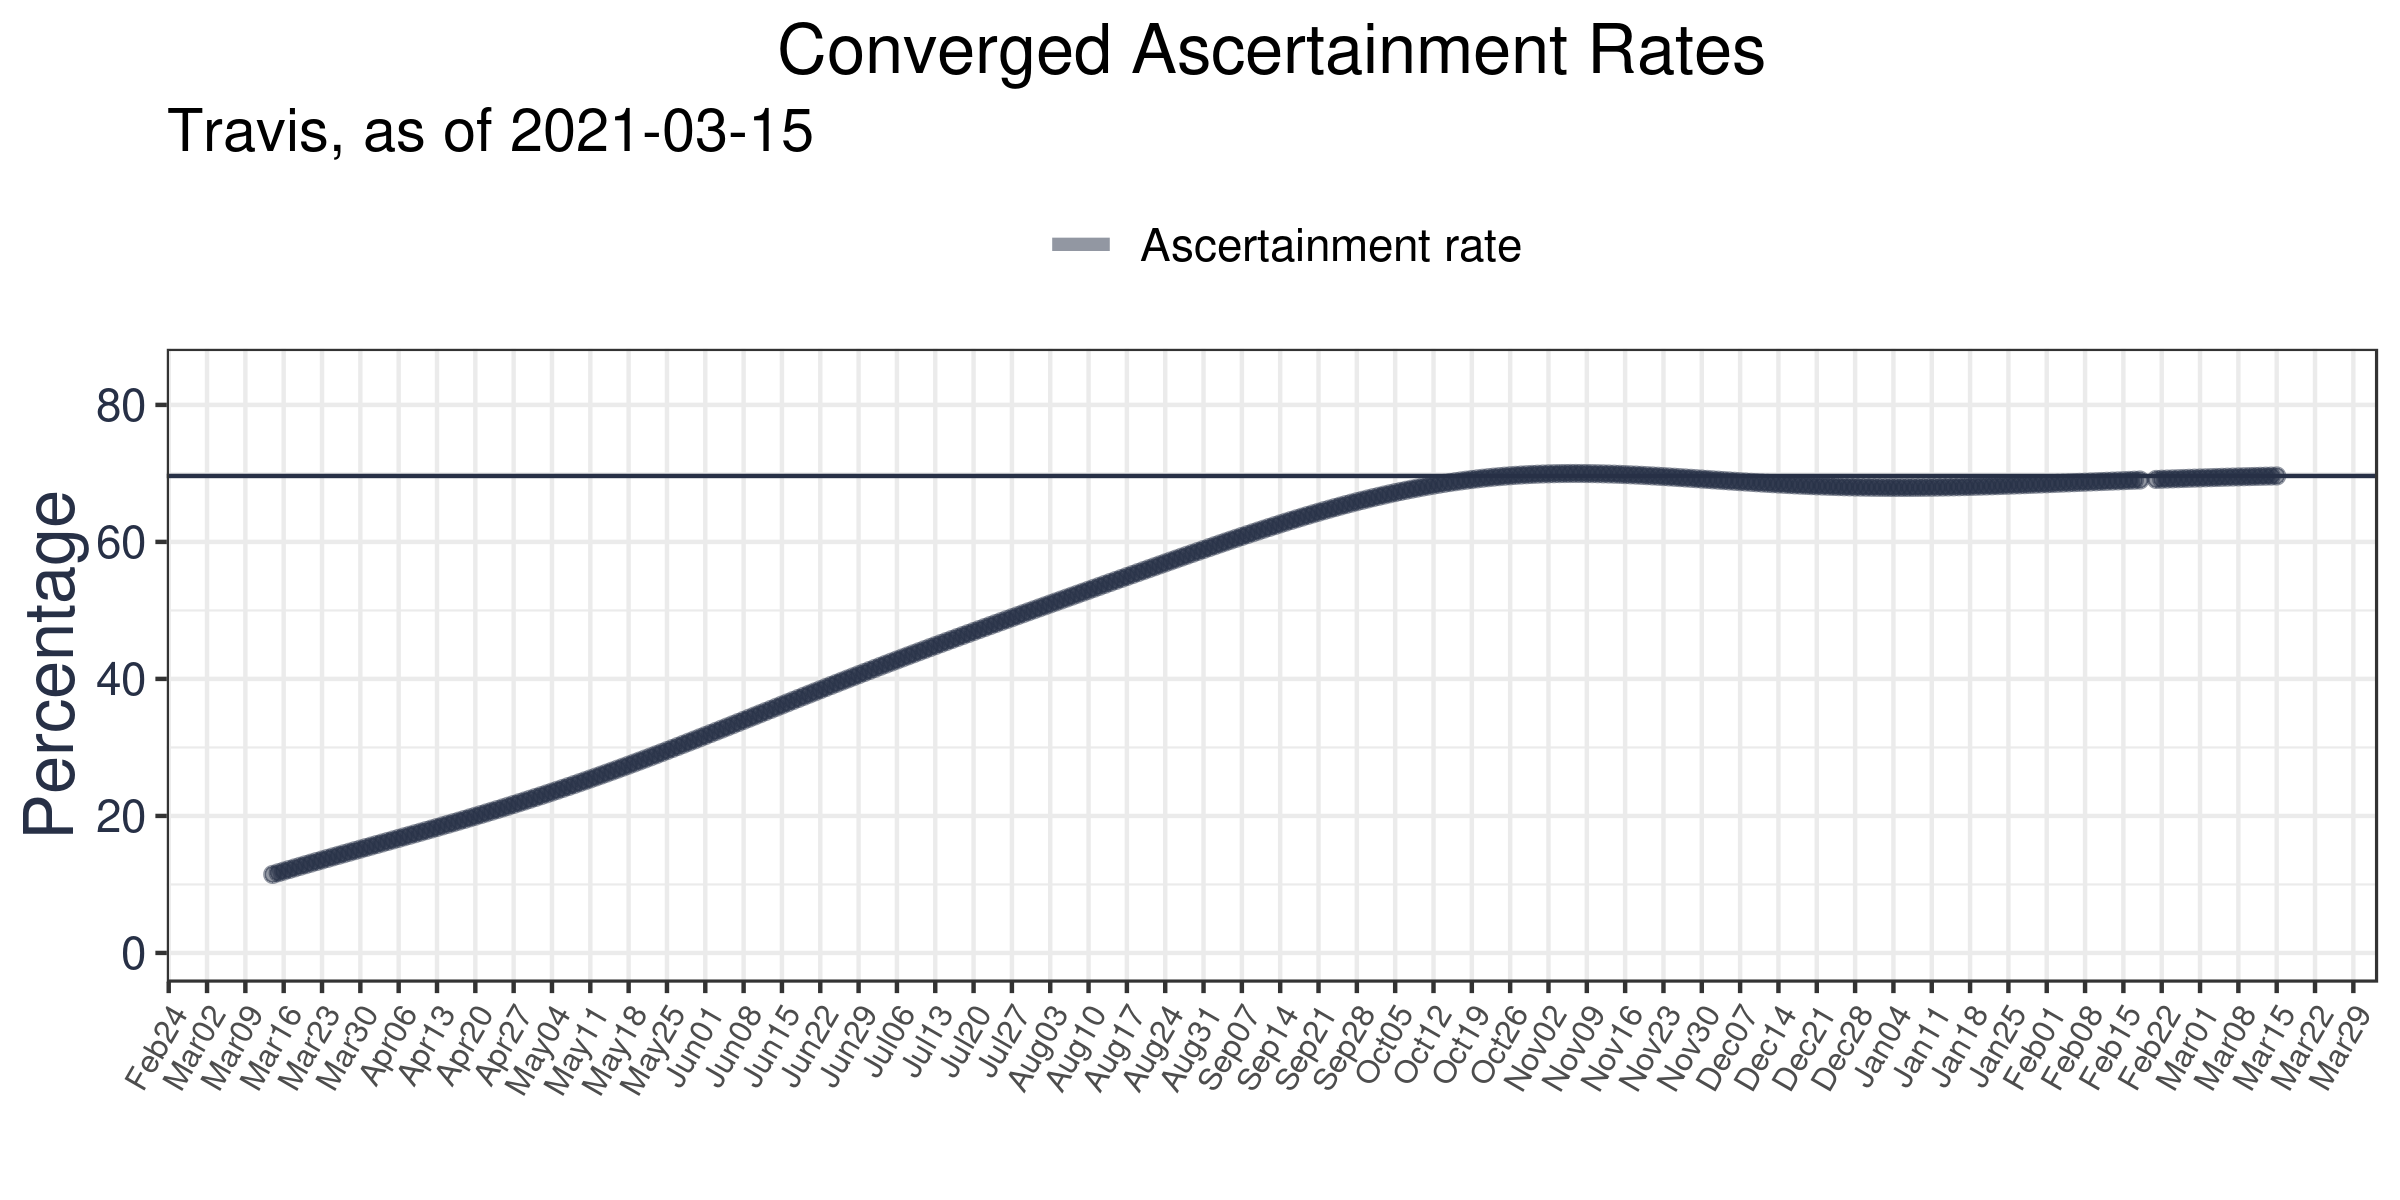 Converged Ascertainment Rates
Travis, as of 2021-03-15
Ascertainment rate
Percentage
80
60
40
20
0
Feb24
Mar02
Mar09
Mar16
Mar23
Mar30
Apr06
Apr13
Apr20
Apr27
May04
May11
May18
May25
Jun01
Jun08
Jun15
Jun22
Jun29
Jul06
Jul13
Jul20
Jul27
Aug03
Aug10
Aug17
Aug24
Aug31
Sep07
Sep14
Sep21
Sep28
Oct05
Oct12
Oct19
Oct26
Nov02
Nov09
Nov16
Nov23
Nov30
Dec07
Dec14
Dec21
Dec28
Jan04
Jan11
Jan18
Jan25
Feb01
Feb08
Feb15
Feb22
Mar01
Mar08
Mar15
Mar22
Mar29